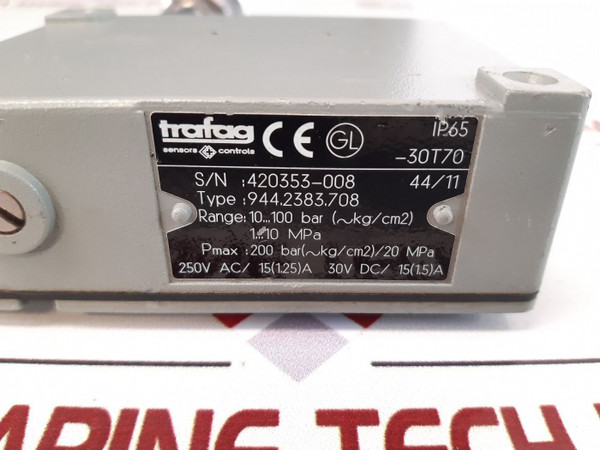 trafag
sensors controls
CE
GL
IP.65
-30T70
S/N :420353-008 44/11
Type :944.2383.708
Range: 10...100 bar (~kg/cm2)
1...10 MPa
Pmax :200 bar(~kg/cm2)/20 MPa
250V AC/ 15(1.25)A 30V DC/ 15(1.5)A